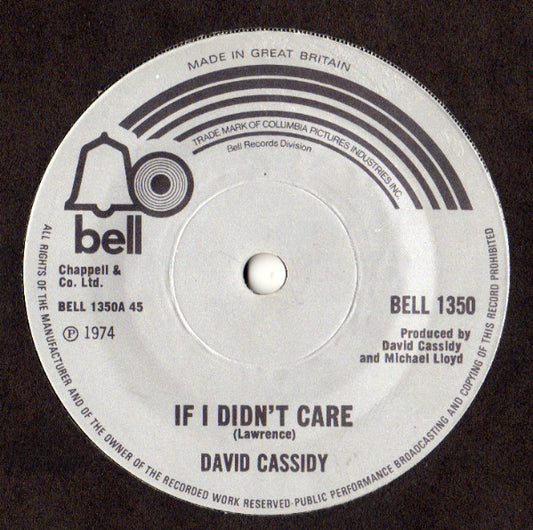 MADE IN GREAT BRITAIN
TRADE MARK OF COLUMBIA PICTURES INDUSTRIES INC.
Bell Records Division
bell
Chappell &
Co. Ltd.
BELL 1350A 45
Ⓟ 1974
BELL 1350
Produced by
David Cassidy
and Michael Lloyd
IF I DIDN'T CARE
(Lawrence)
DAVID CASSIDY
ALL RIGHTS OF THE MANUFACTURER AND OF THE OWNER OF THE RECORDED WORK RESERVED·PUBLIC PERFORMANCE BROADCASTING AND COPYING OF THIS RECORD PROHIBITED